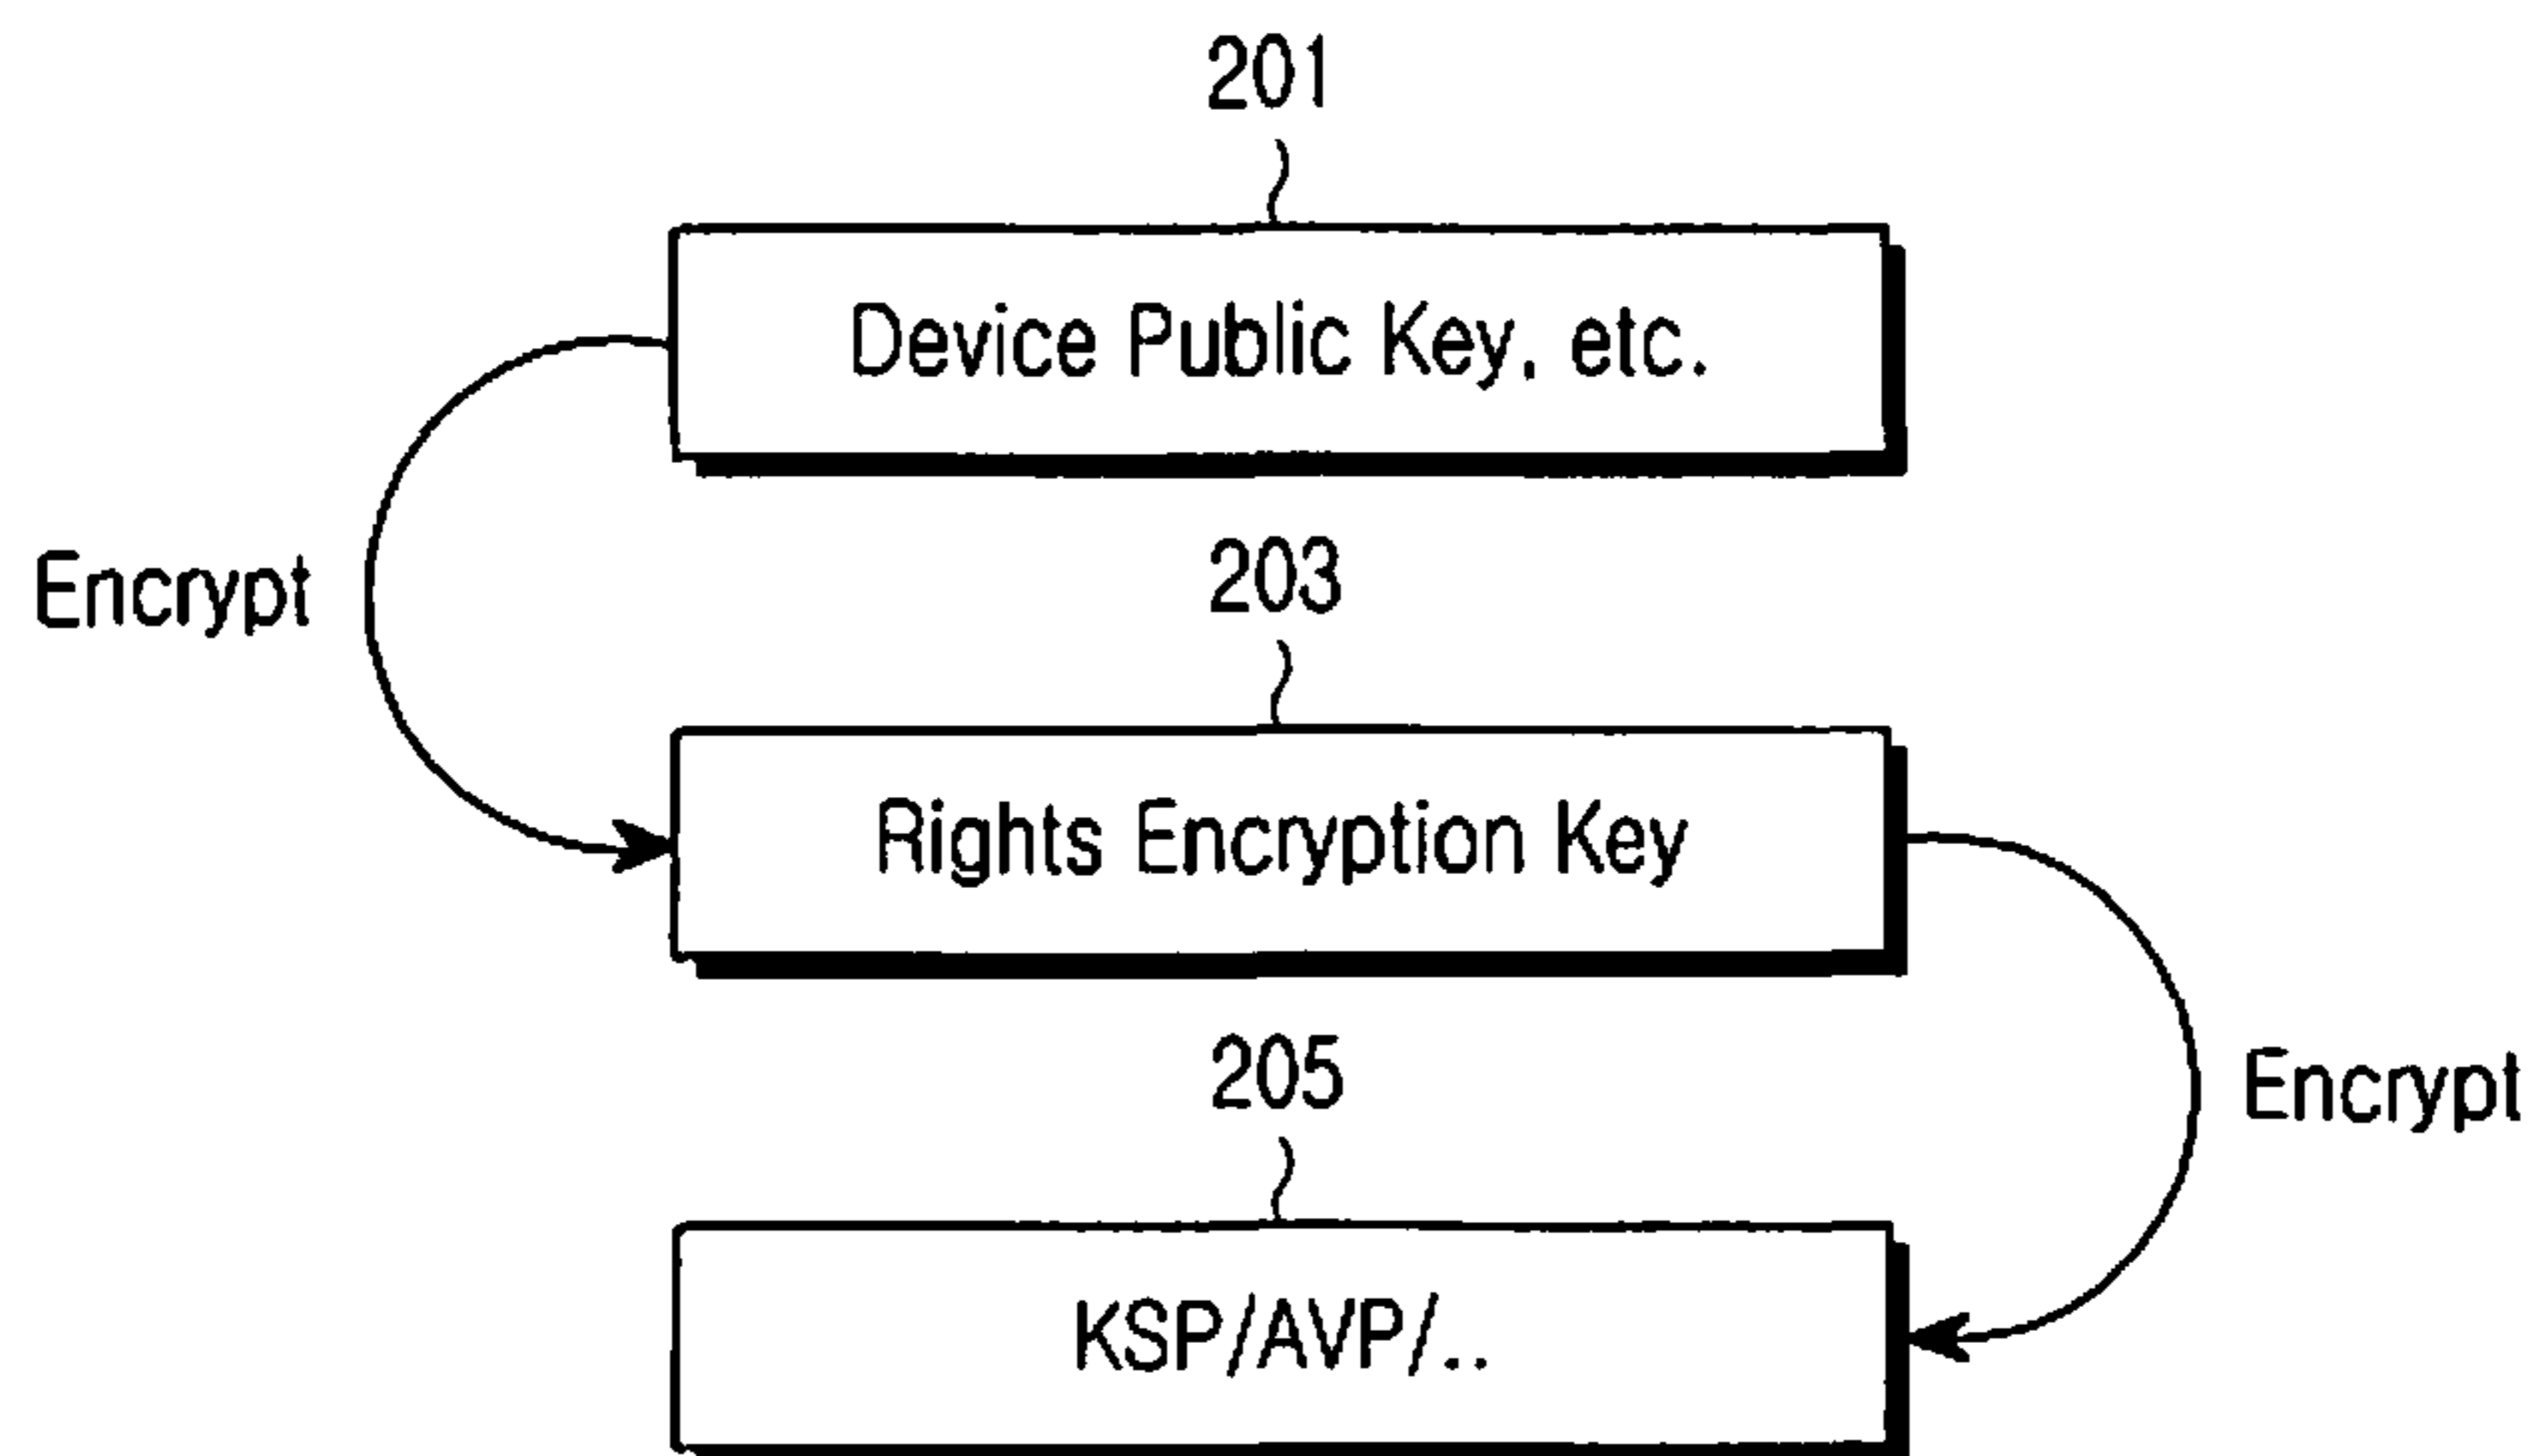 201
Device Public Key, etc.
Encrypt
203
Rights Encryption Key
205
Encrypt
KSP/AVP/..